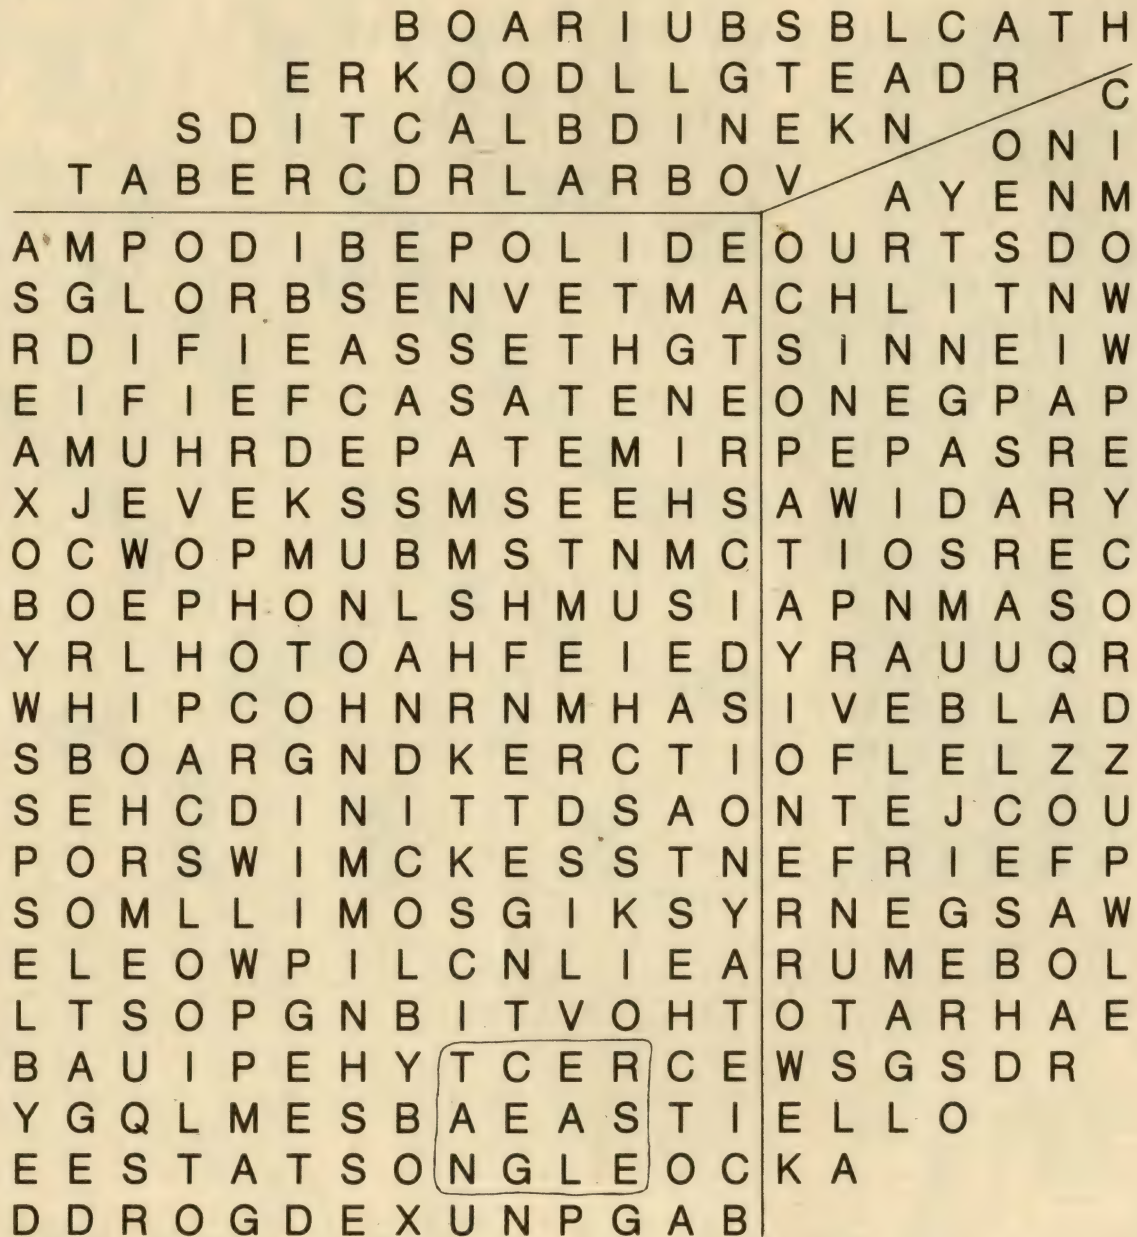 B O A R I U B S B L C A T H
E R K O O D L L G T E A D R C
S D I T C A L B D I N E K N O N I
T A B E R C D R L A R B O V A Y E N M
A M P O D I B E P O L I D E O U R T S D O
S G L O R B S E N V E T M A C H L I T N W
R D I F I E A S S E T H G T S I N N E I W
E I F I E F C A S A T E N E O N E G P A P
A M U H R D E P A T E M I R P E P A S R E
X J E V E K S S M S E E H S A W I D A R Y
O C W O P M U B M S T N M C T I O S R E C
B O E P H O N L S H M U S I A P N M A S O
Y R L H O T O A H F E I E D Y R A U U Q R
W H I P C O H N R N M H A S I V E B L A D
S B O A R G N D K E R C T I O F L E L Z Z
S E H C D I N I T T D S A O N T E J C O U
P O R S W I M C K E S S T N E F R I E F P
S O M L L I M O S G I K S Y R N E G S A W
E L E O W P I L C N L I E A R U M E B O L
L T S O P G N B I T V O H T O T A R H A E
B A U I P E H Y T C E R C E W S G S D R
Y G Q L M E S B A E A S T I E L L O
E E S T A T S O N G L E O C K A
D D R O G D E X U N P G A B